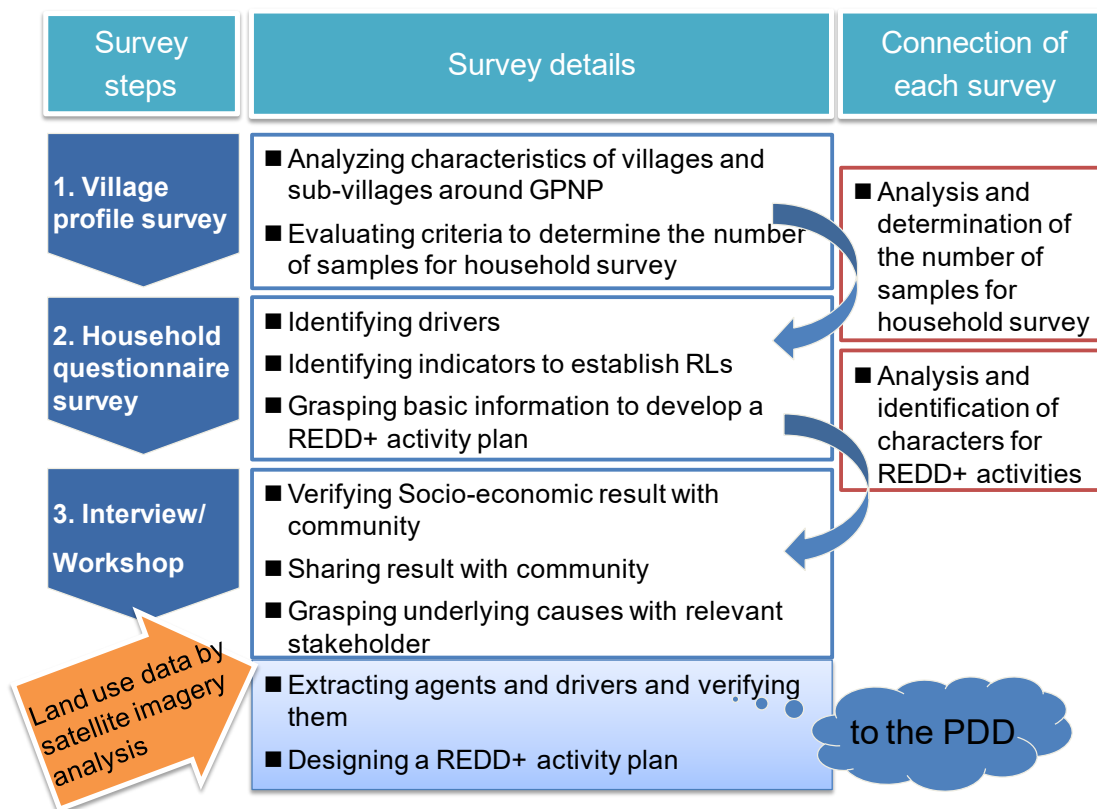 Survey
steps
Survey details
Connection of
each survey
1. Village
profile survey
■ Analyzing characteristics of villages and
sub-villages around GPNP
■ Evaluating criteria to determine the number
of samples for household survey
■ Analysis and
determination of
the number of
samples for
household survey
2. Household
questionnaire
survey
■ Identifying drivers
■ Identifying indicators to establish RLs
■ Grasping basic information to develop a
REDD+ activity plan
■ Analysis and
identification of
characters for
REDD+ activities
3. Interview/
Workshop
■ Verifying Socio-economic result with
community
■ Sharing result with community
■ Grasping underlying causes with relevant
stakeholder
Land use data by
satellite imagery
analysis
■ Extracting agents and drivers and verifying
them
■ Designing a REDD+ activity plan
to the PDD